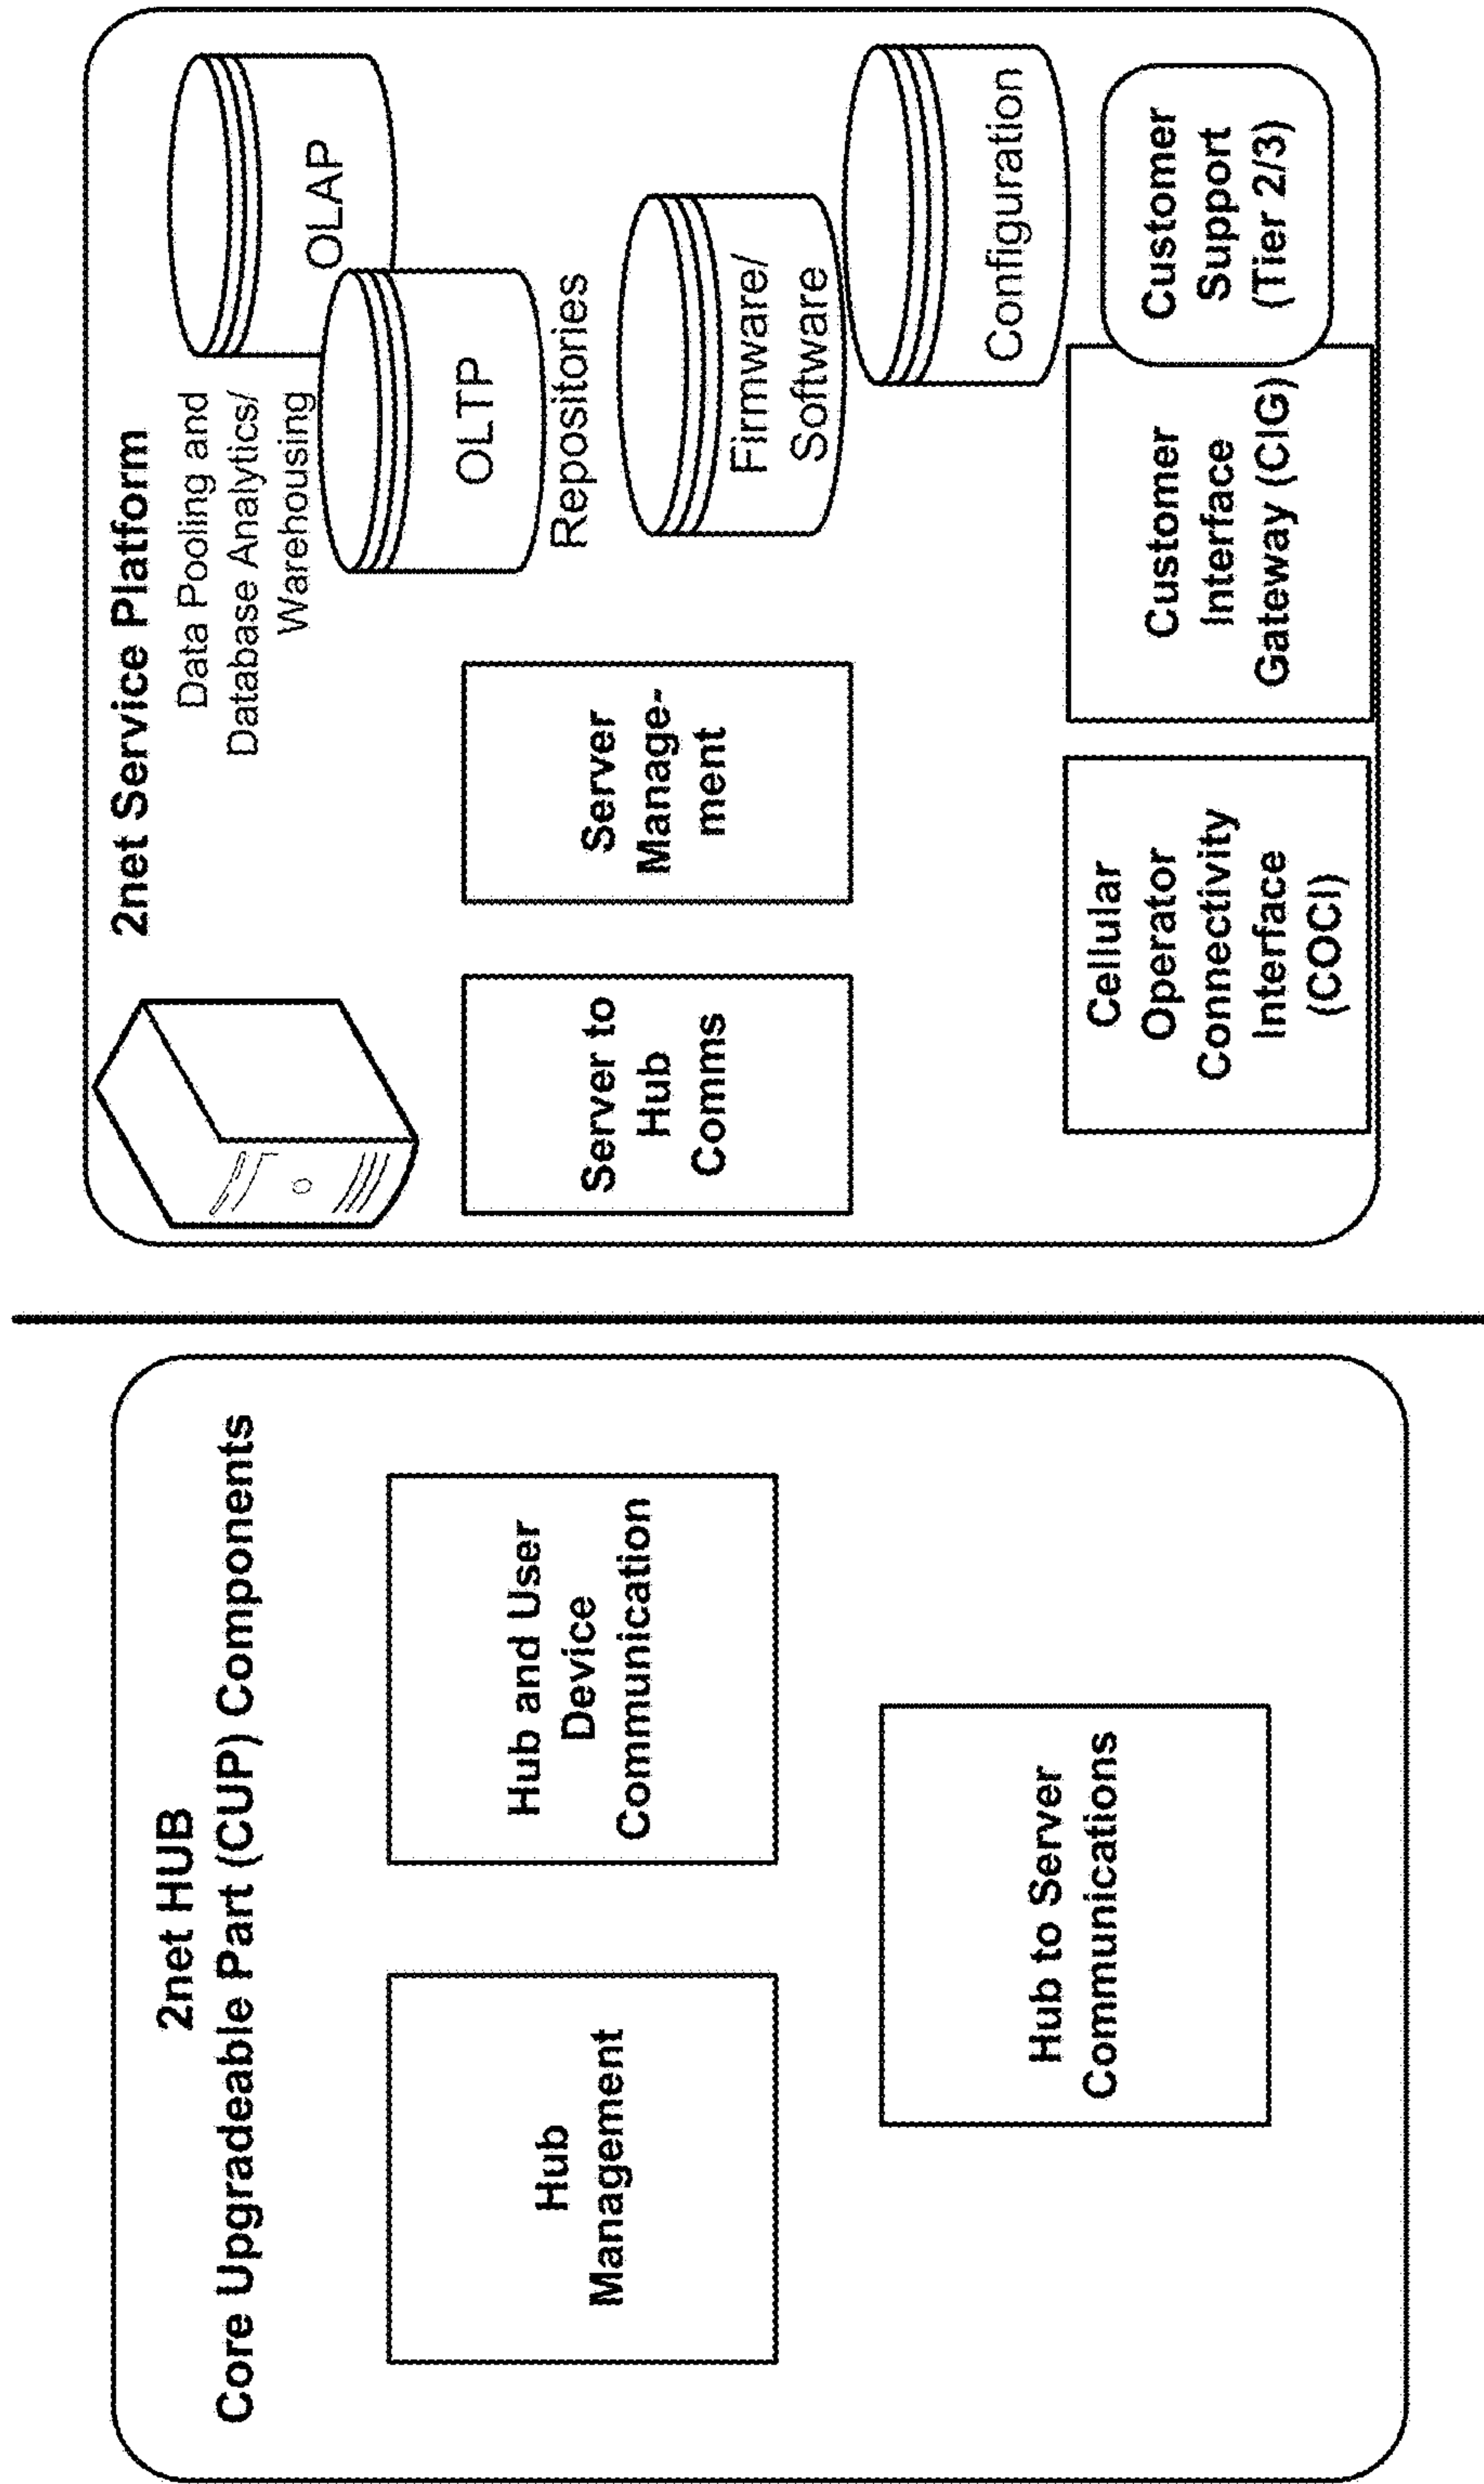 2net HUB
Core Upgradeable Part (CUP) Components
Hub
Management
Hub and User
Device
Communication
Hub to Server
Communications
2net Service Platform
Data Pooling and
Database Analytics/
Warehousing
OLAP
OLTP
Repositories
Server to
Hub
Comms
Server
Manage-
ment
Firmware/
Software
Configuration
Cellular
Operator
Connectivity
Interface
(COCI)
Customer
Interface
Gateway (CIG)
Customer
Support
(Tier 2/3)